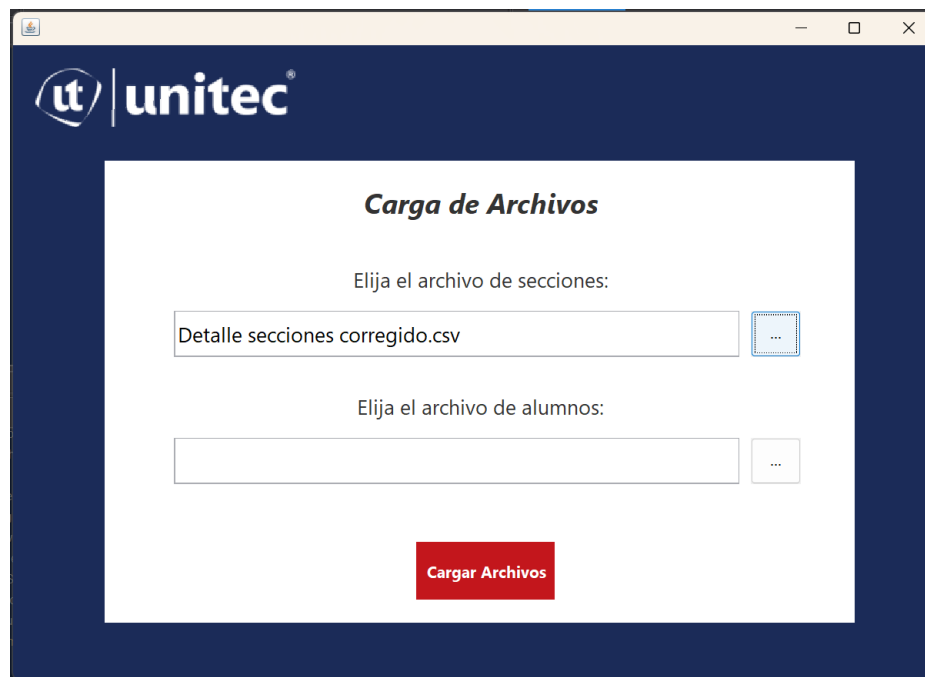 ut unitec®
Carga de Archivos
Elija el archivo de secciones:
Detalle secciones corregido.csv ...
Elija el archivo de alumnos:
...
Cargar Archivos